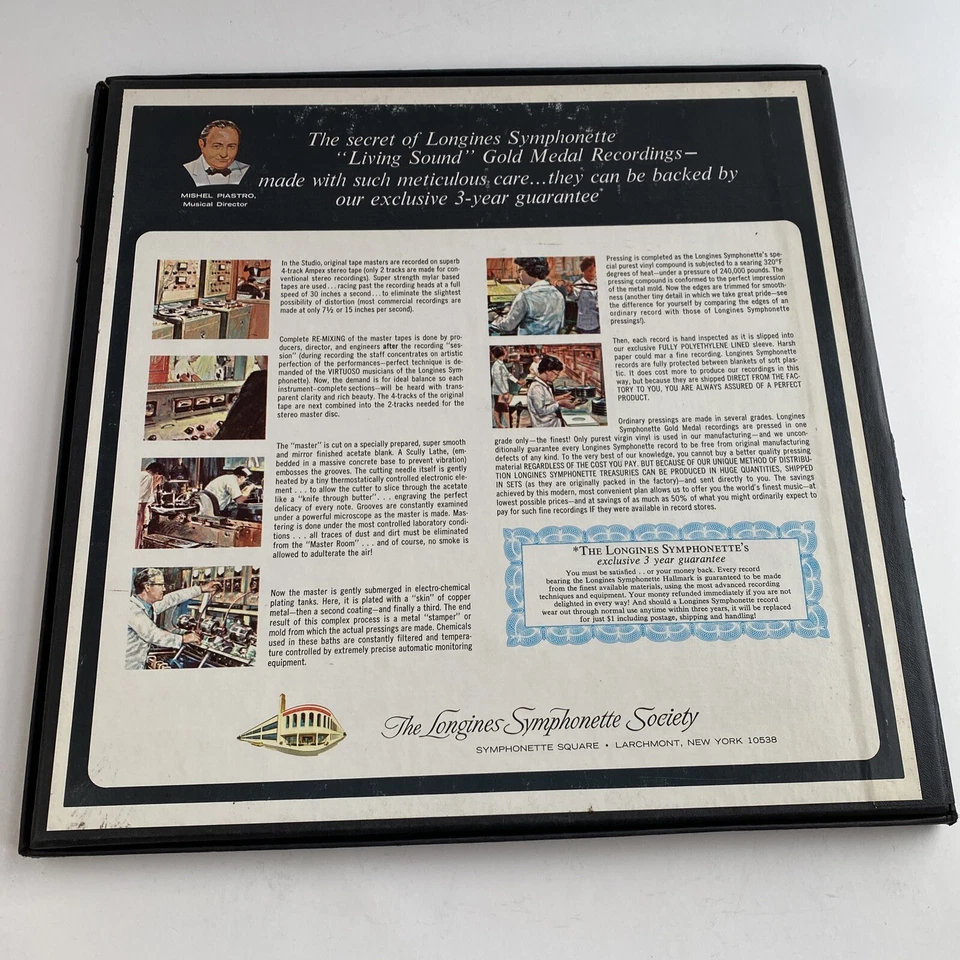 The secret of Longines Symphonette
"Living Sound" Gold Medal Recordings—
made with such meticulous care...they can be backed by
our exclusive 3-year guarantee*
MISHEL PIASTRO,
Musical Director
In the Studio, original tape masters are recorded on superb
4-track Ampex stereo tape (only 2 tracks are made for con-
ventional stereo recordings). Super strength mylar based
tapes are used . . . racing past the recording heads at a full
speed of 30 inches a second . . . to eliminate the slightest
possibility of distortion (most commercial recordings are
made at only 7½ or 15 inches per second).
Complete RE-MIXING of the master tapes is done by pro-
ducers, director, and engineers after the recording "ses-
sion" (during recording the staff concentrates on artistic
perfection of the performances—perfect technique is de-
manded of the VIRTUOSO musicians of the Longines Sym-
phonette). Now, the demand is for ideal balance so each
instrument—complete sections—will be heard with trans-
parent clarity and rich beauty. The 4-tracks of the original
tape are next combined into the 2-tracks needed for the
stereo master disc.
The "master" is cut on a specially prepared, super smooth
and mirror finished acetate blank. A Scully Lathe, (em-
bedded in a massive concrete base to prevent vibration)
embosses the grooves. The cutting needle itself is gently
heated by a tiny thermostatically controlled electronic ele-
ment . . . to allow the cutter to slice through the acetate
like a "knife through butter" . . . engraving the perfect
delicacy of every note. Grooves are constantly examined
under a powerful microscope as the master is made. Mas-
tering is done under the most controlled laboratory condi-
tions . . . all traces of dust and dirt must be eliminated
from the "Master Room" . . . and of course, no smoke is
allowed to adulterate the air!
Now the master is gently submerged in electro-chemical
plating tanks. Here, it is plated with a "skin" of copper
metal—then a second coating—and finally a third. The end
result of this complex process is a metal "stamper" or
mold from which the actual pressings are made. Chemicals
used in these baths are constantly filtered and tempera-
ture controlled by extremely precise automatic monitoring
equipment.
Pressing is completed as the Longines Symphonette's spe-
cial purest vinyl compound is subjected to a searing 320°F
degrees of heat—under a pressure of 240,000 pounds. The
pressing compound is conformed to the perfect impression
of the metal mold. Now the edges are trimmed for smooth-
ness (another tiny detail in which we take great pride—see
the difference for yourself by comparing the edges of an
ordinary record with those of Longines Symphonette
pressings!).
Then, each record is hand inspected as it is slipped into
our exclusive FULLY POLYETHYLENE LINED sleeve. Harsh
paper could mar a fine recording. Longines Symphonette
records are fully protected between blankets of soft plas-
tic. It does cost more to produce our recordings in this
way, but because they are shipped DIRECT FROM THE FAC-
TORY TO YOU, YOU ARE ALWAYS ASSURED OF A PERFECT
PRODUCT.
Ordinary pressings are made in several grades. Longines
Symphonette Gold Medal recordings are pressed in one
grade only—the finest! Only purest virgin vinyl is used in our manufacturing—and we uncon-
ditionally guarantee every Longines Symphonette record to be free from original manufacturing
defects of any kind. To the very best of our knowledge, you cannot buy a better quality pressing
material REGARDLESS OF THE COST YOU PAY. BUT BECAUSE OF OUR UNIQUE METHOD OF DISTRIBU-
TION LONGINES SYMPHONETTE TREASURIES CAN BE PRODUCED IN HUGE QUANTITIES, SHIPPED
IN SETS (as they are originally packed in the factory)—and sent directly to you. The savings
achieved by this modern, most convenient plan allows us to offer you the world's finest music—at
lowest possible prices—and at savings of as much as 50% of what you might ordinarily expect to
pay for such fine recordings IF they were available in record stores.
*THE LONGINES SYMPHONETTE'S
exclusive 3 year guarantee
You must be satisfied . . or your money back. Every record
bearing the Longines Symphonette Hallmark is guaranteed to be made
from the finest available materials, using the most advanced recording
techniques and equipment. Your money refunded immediately if you are not
delighted in every way! And should a Longines Symphonette record
wear out through normal use anytime within three years, it will be replaced
for just $1 including postage, shipping and handling!
The Longines Symphonette Society
SYMPHONETTE SQUARE • LARCHMONT, NEW YORK 10538